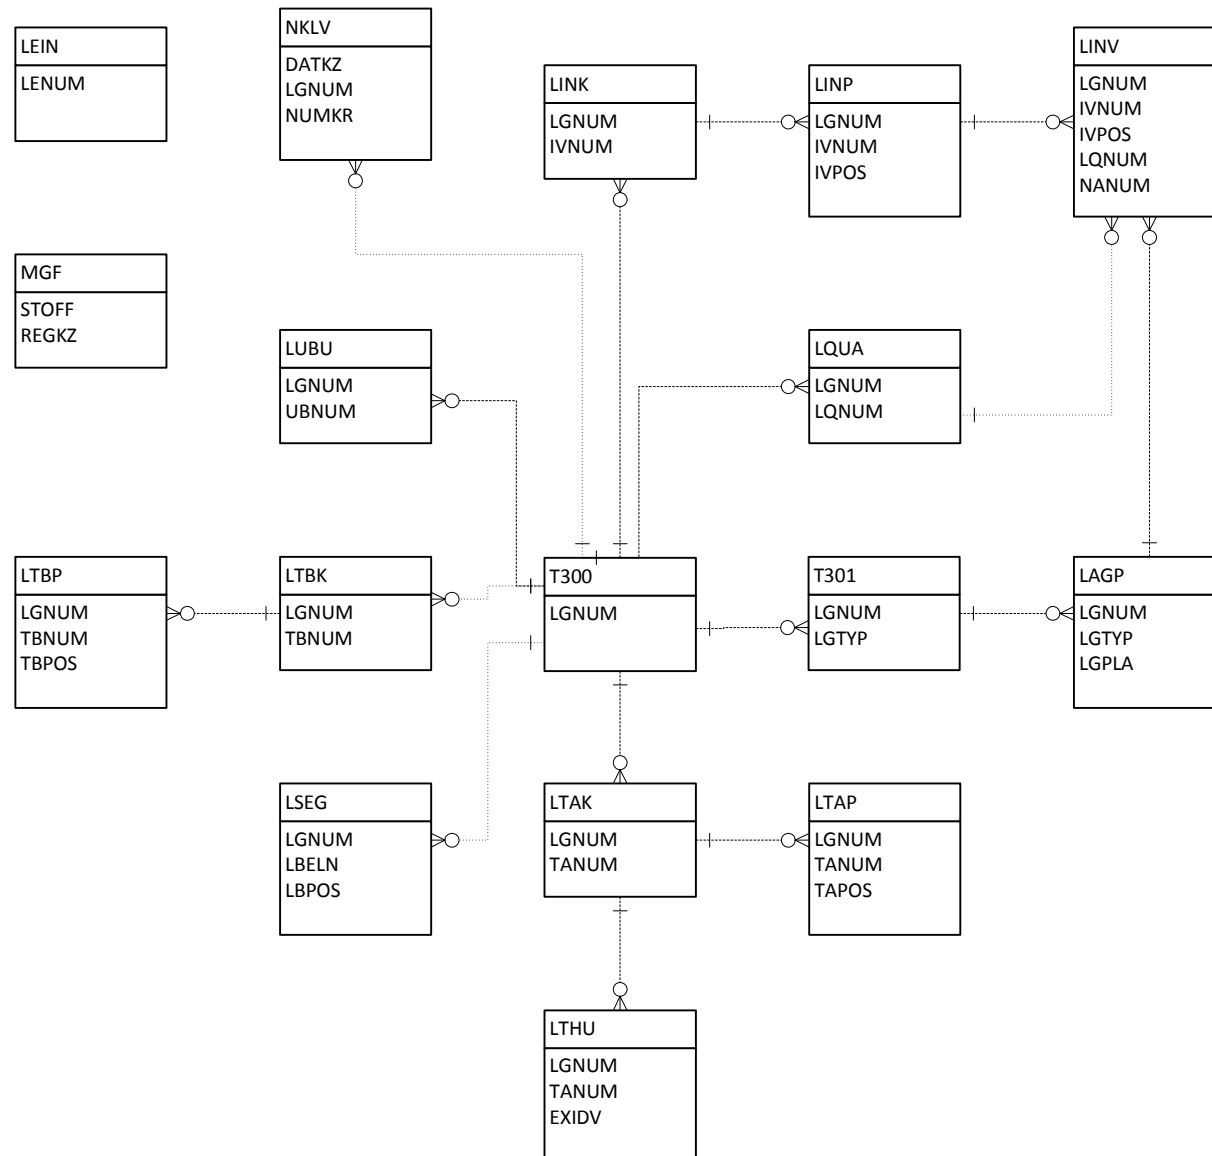 LEIN
LENUM
NKLV
DATKZ
LGNUM
NUMKR
LINK
LGNUM
IVNUM
LINP
LGNUM
IVNUM
IVPOS
LINV
LGNUM
IVNUM
IVPOS
LQNUM
NANUM
MGF
STOFF
REGKZ
LUBU
LGNUM
UBNUM
LQUA
LGNUM
LQNUM
LTBP
LGNUM
TBNUM
TBPOS
LTBK
LGNUM
TBNUM
T300
LGNUM
T301
LGNUM
LGTYP
LAGP
LGNUM
LGTYP
LGPLA
LSEG
LGNUM
LBELN
LBPOS
LTAK
LGNUM
TANUM
LTAP
LGNUM
TANUM
TAPOS
LTHU
LGNUM
TANUM
EXIDV